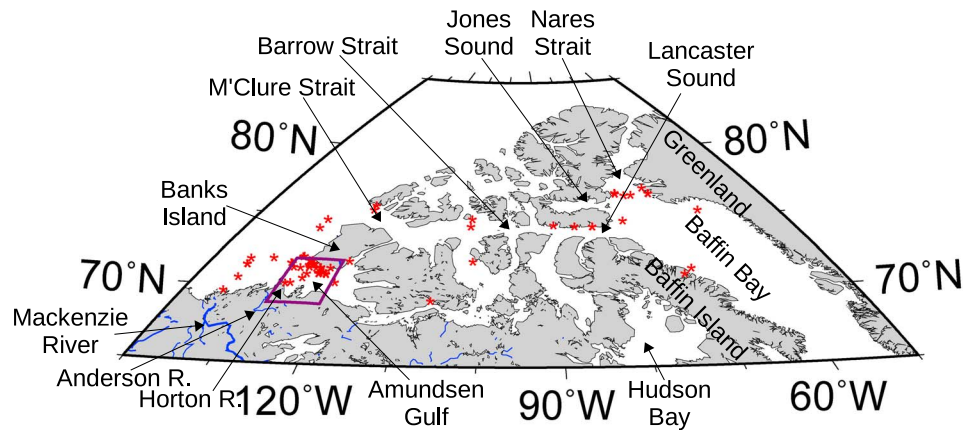 Jones
Sound
Nares
Strait
Barrow Strait
Lancaster
Sound
M'Clure Strait
80°N
80°N
Greenland
Banks
Island
Baffin Bay
70°N
70°N
Baffin Island
Mackenzie
River
Anderson R.
Horton R.
120°W
Amundsen
Gulf
90°W
Hudson
Bay
60°W